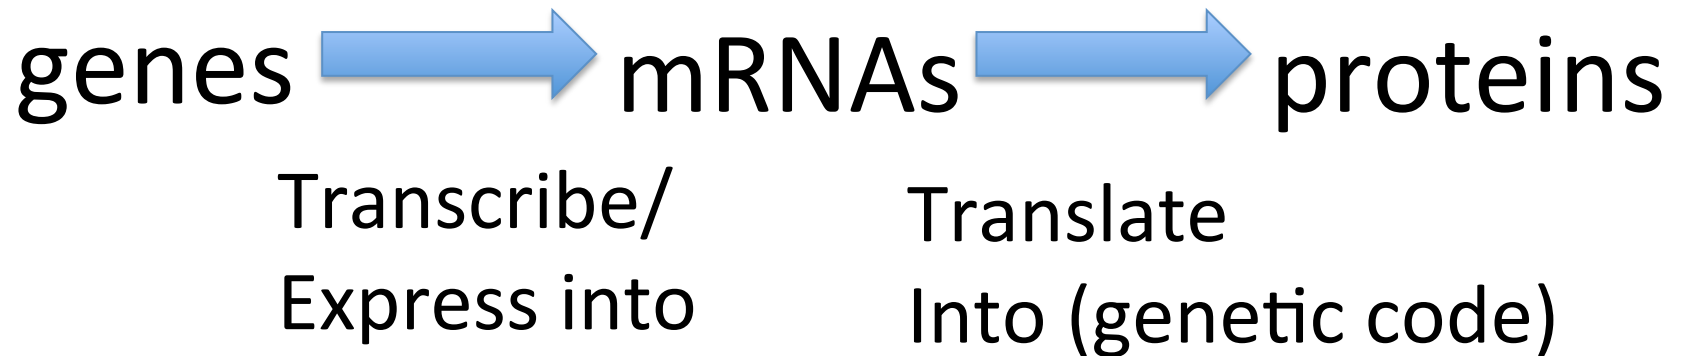 genes mRNAs proteins
Transcribe/
Express into
Translate
Into (genetic code)